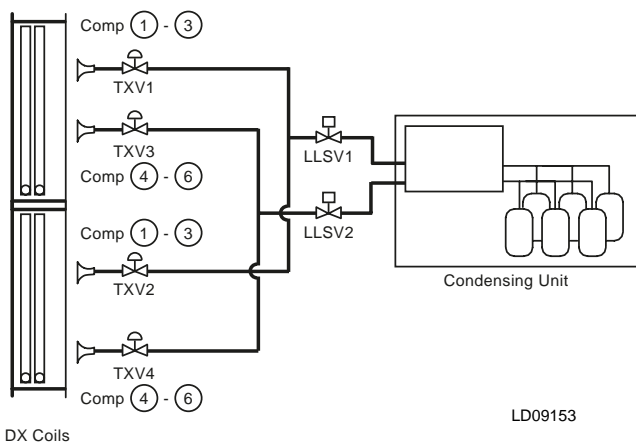 Comp 1 - 3
TXV1
TXV3
LLSV1
Comp 4 - 6
LLSV2
Comp 1 - 3
TXV2
Condensing Unit
TXV4
Comp 4 - 6
LD09153
DX Coils